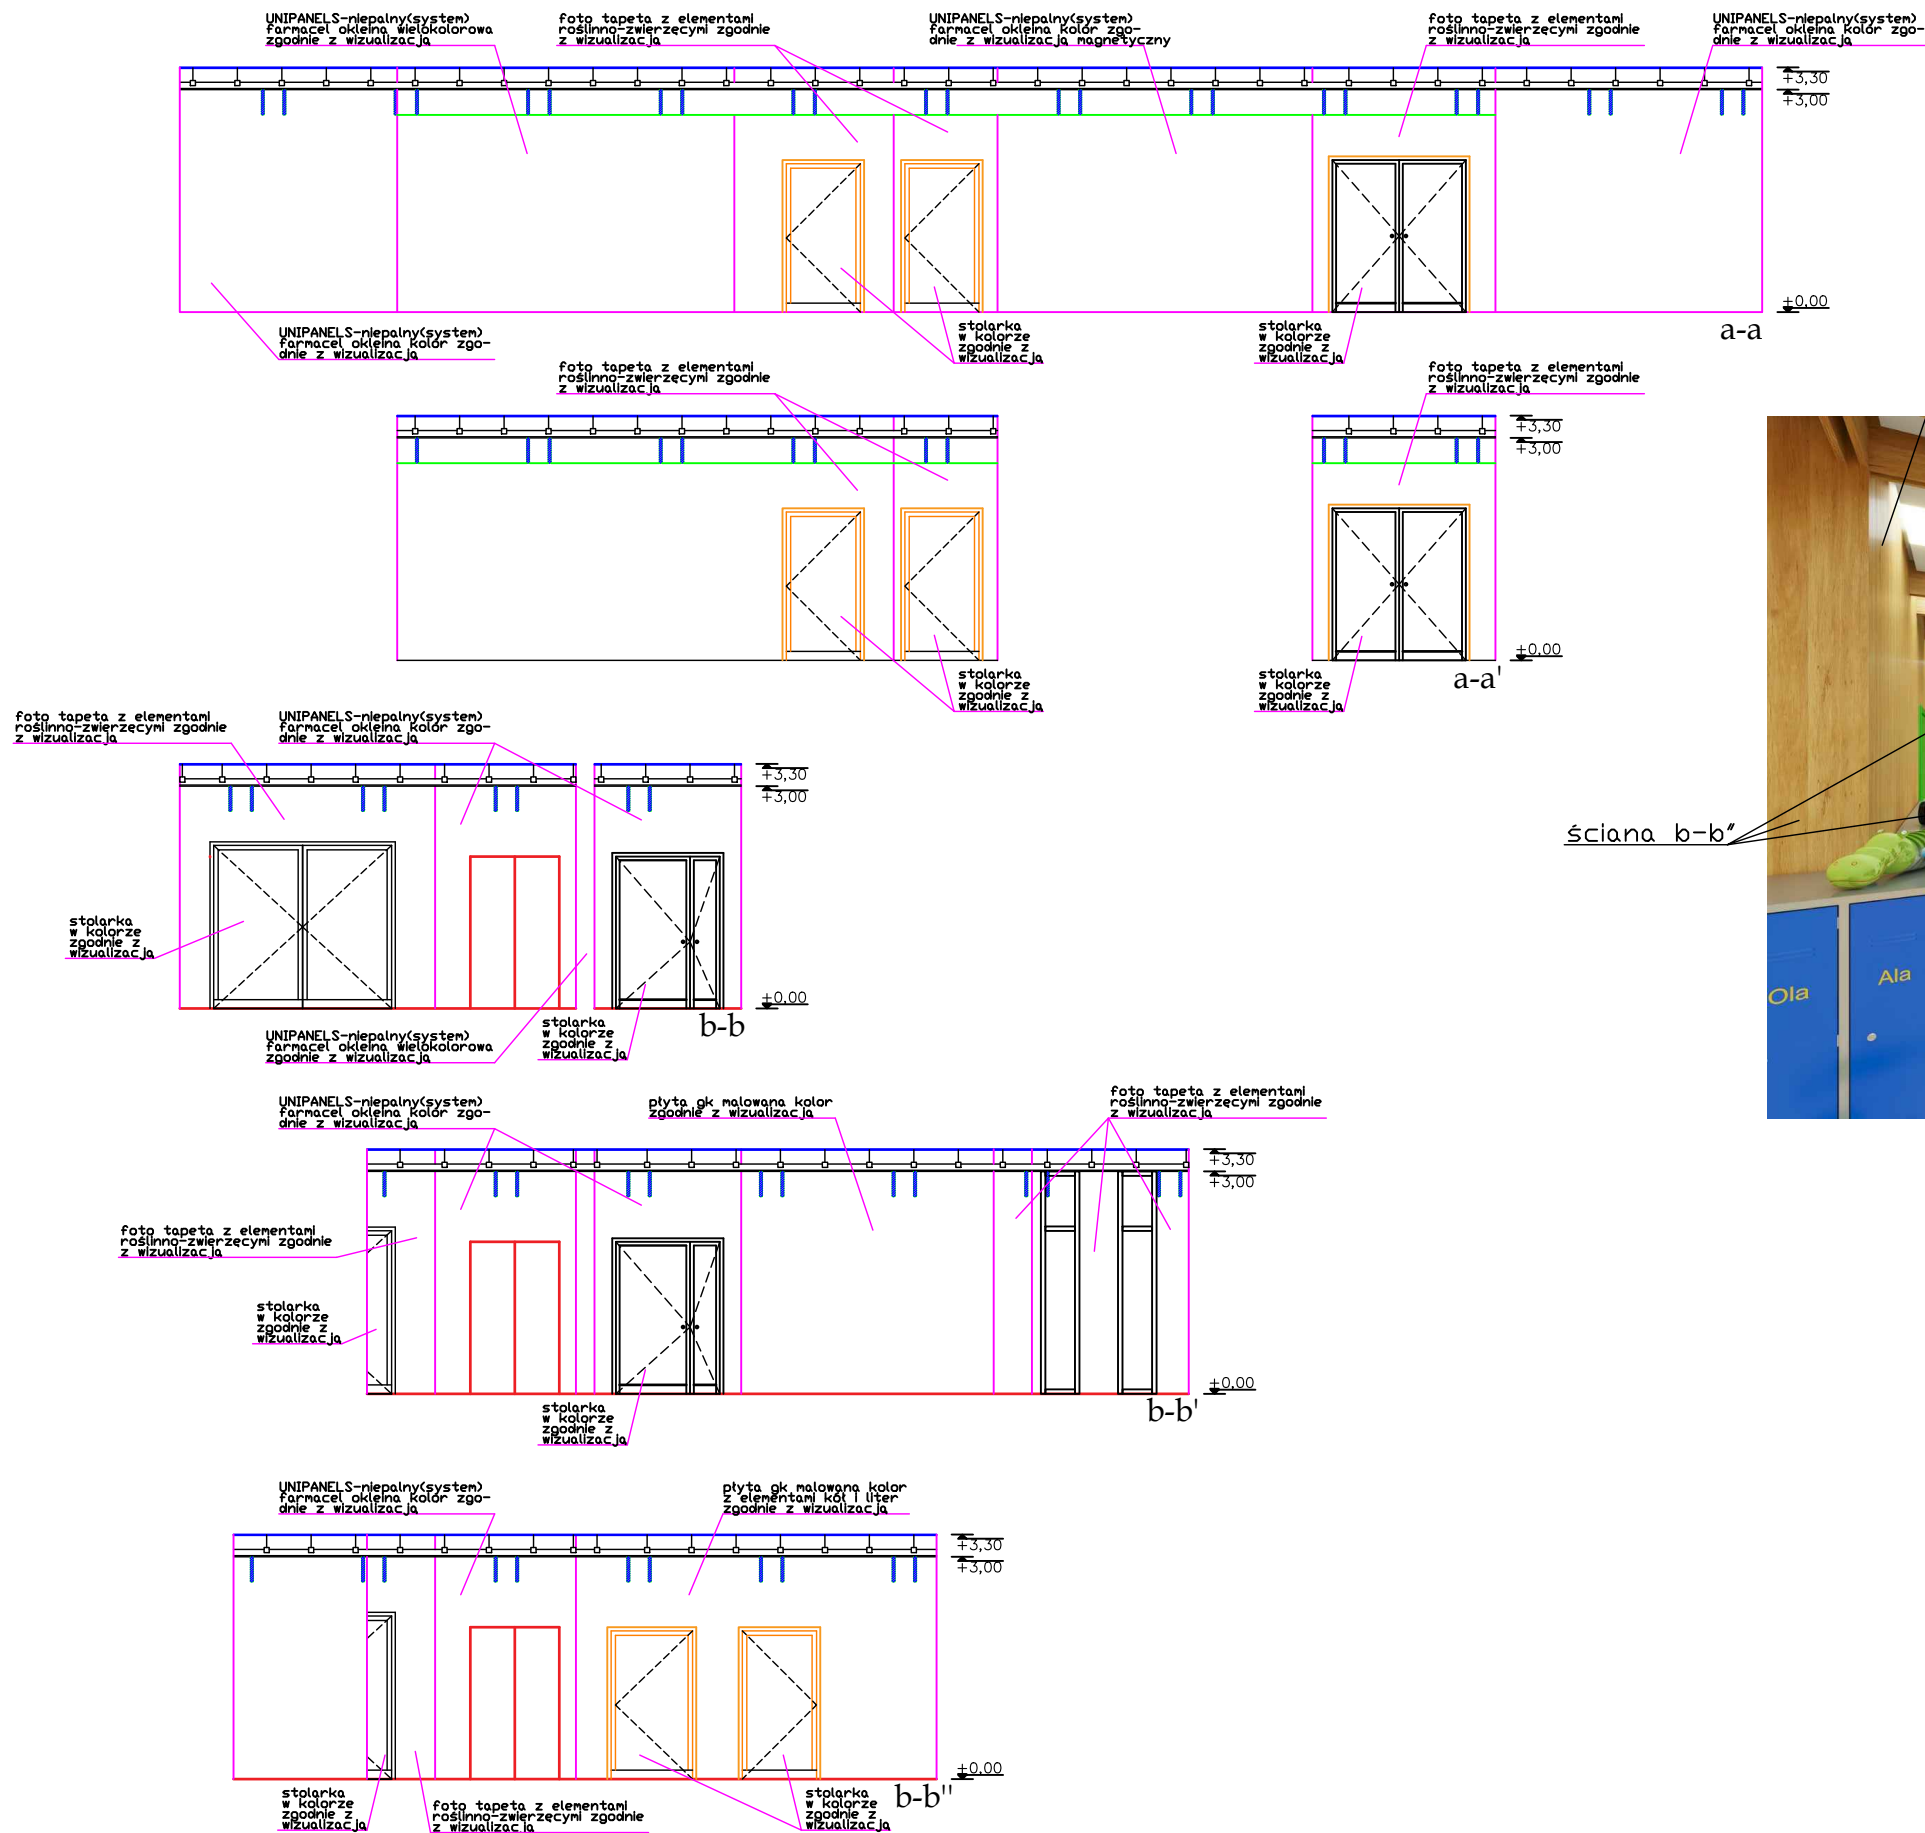 UNIPANELS-niepalny(system)
farmacel okleina wielokolorowa
zgodnie z wizualizacją
foto tapeta z elementami
roślinno-zwierzęcymi zgodnie
z wizualizacją
UNIPANELS-niepalny(system)
farmacel okleina kolor zgo-
dnie z wizualizacją magnetyczny
foto tapeta z elementami
roślinno-zwierzęcymi zgodnie
z wizualizacją
UNIPANELS-niepalny(system)
farmacel okleina kolor zgo-
dnie z wizualizacją
+3,30
+3,00
+0,00
a-a
UNIPANELS-niepalny(system)
farmacel okleina kolor zgo-
dnie z wizualizacją
stolarka
w kolorze
zgodnie z
wizualizacją
stolarka
w kolorze
zgodnie z
wizualizacją
foto tapeta z elementami
roślinno-zwierzęcymi zgodnie
z wizualizacją
foto tapeta z elementami
roślinno-zwierzęcymi zgodnie
z wizualizacją
+3,30
+3,00
+0,00
a-a'
stolarka
w kolorze
zgodnie z
wizualizacją
stolarka
w kolorze
zgodnie z
wizualizacją
foto tapeta z elementami
roślinno-zwierzęcymi zgodnie
z wizualizacją
UNIPANELS-niepalny(system)
farmacel okleina kolor zgo-
dnie z wizualizacją
+3,30
+3,00
ściana b-b"
stolarka
w kolorze
zgodnie z
wizualizacją
Ola
Ala
+0,00
b-b
UNIPANELS-niepalny(system)
farmacel okleina wielokolorowa
zgodnie z wizualizacją
stolarka
w kolorze
zgodnie z
wizualizacją
UNIPANELS-niepalny(system)
farmacel okleina kolor zgo-
dnie z wizualizacją
płyta gk malowana kolor
zgodnie z wizualizacją
foto tapeta z elementami
roślinno-zwierzęcymi zgodnie
z wizualizacją
+3,30
+3,00
foto tapeta z elementami
roślinno-zwierzęcymi zgodnie
z wizualizacją
stolarka
w kolorze
zgodnie z
wizualizacją
+0,00
b-b'
stolarka
w kolorze
zgodnie z
wizualizacją
UNIPANELS-niepalny(system)
farmacel okleina kolor zgo-
dnie z wizualizacją
płyta gk malowana kolor
z elementami kół i liter
zgodnie z wizualizacją
+3,30
+3,00
+0,00
b-b"
stolarka
w kolorze
zgodnie z
wizualizacją
foto tapeta z elementami
roślinno-zwierzęcymi zgodnie
z wizualizacją
stolarka
w kolorze
zgodnie z
wizualizacją